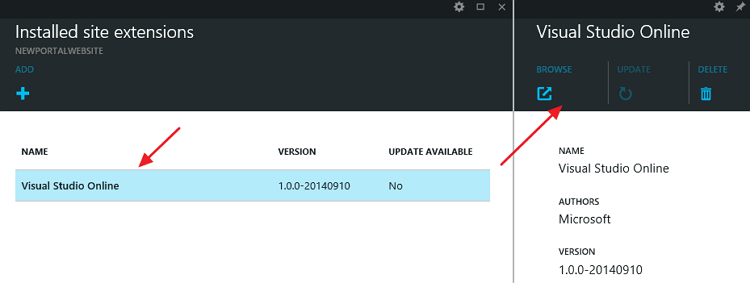 Installed site extensions
NEWPORTALWEBSITE
ADD
NAME VERSION UPDATE AVAILABLE
Visual Studio Online 1.0.0-20140910 No
Visual Studio Online
BROWSE UPDATE DELETE
NAME
Visual Studio Online
AUTHORS
Microsoft
VERSION
1.0.0-20140910